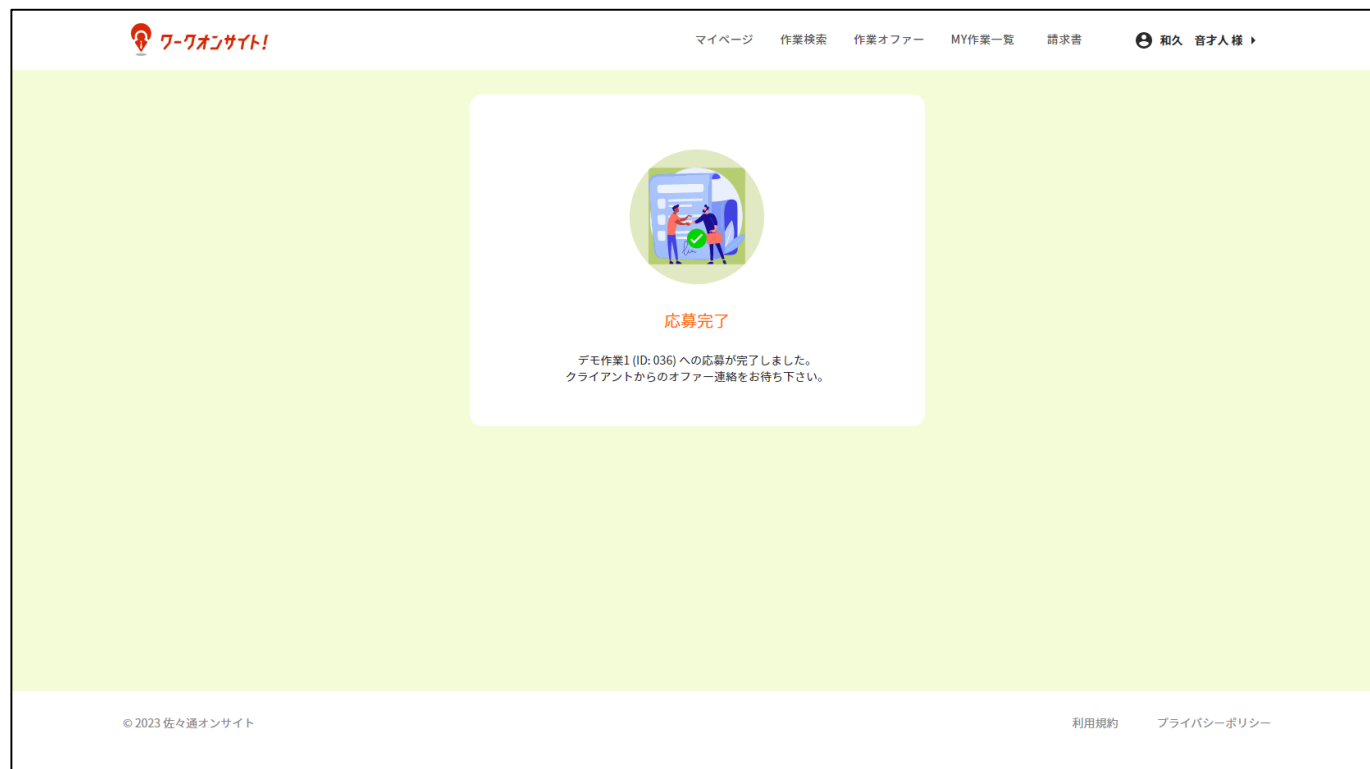 ワークオンサイト!
マイページ 作業検索 作業オファー MY作業一覧 請求書 和久 音才人 様
応募完了
デモ作業1 (ID: 036) への応募が完了しました。
クライアントからのオファー連絡をお待ち下さい。
© 2023 佐々通オンサイト 利用規約 プライバシーポリシー